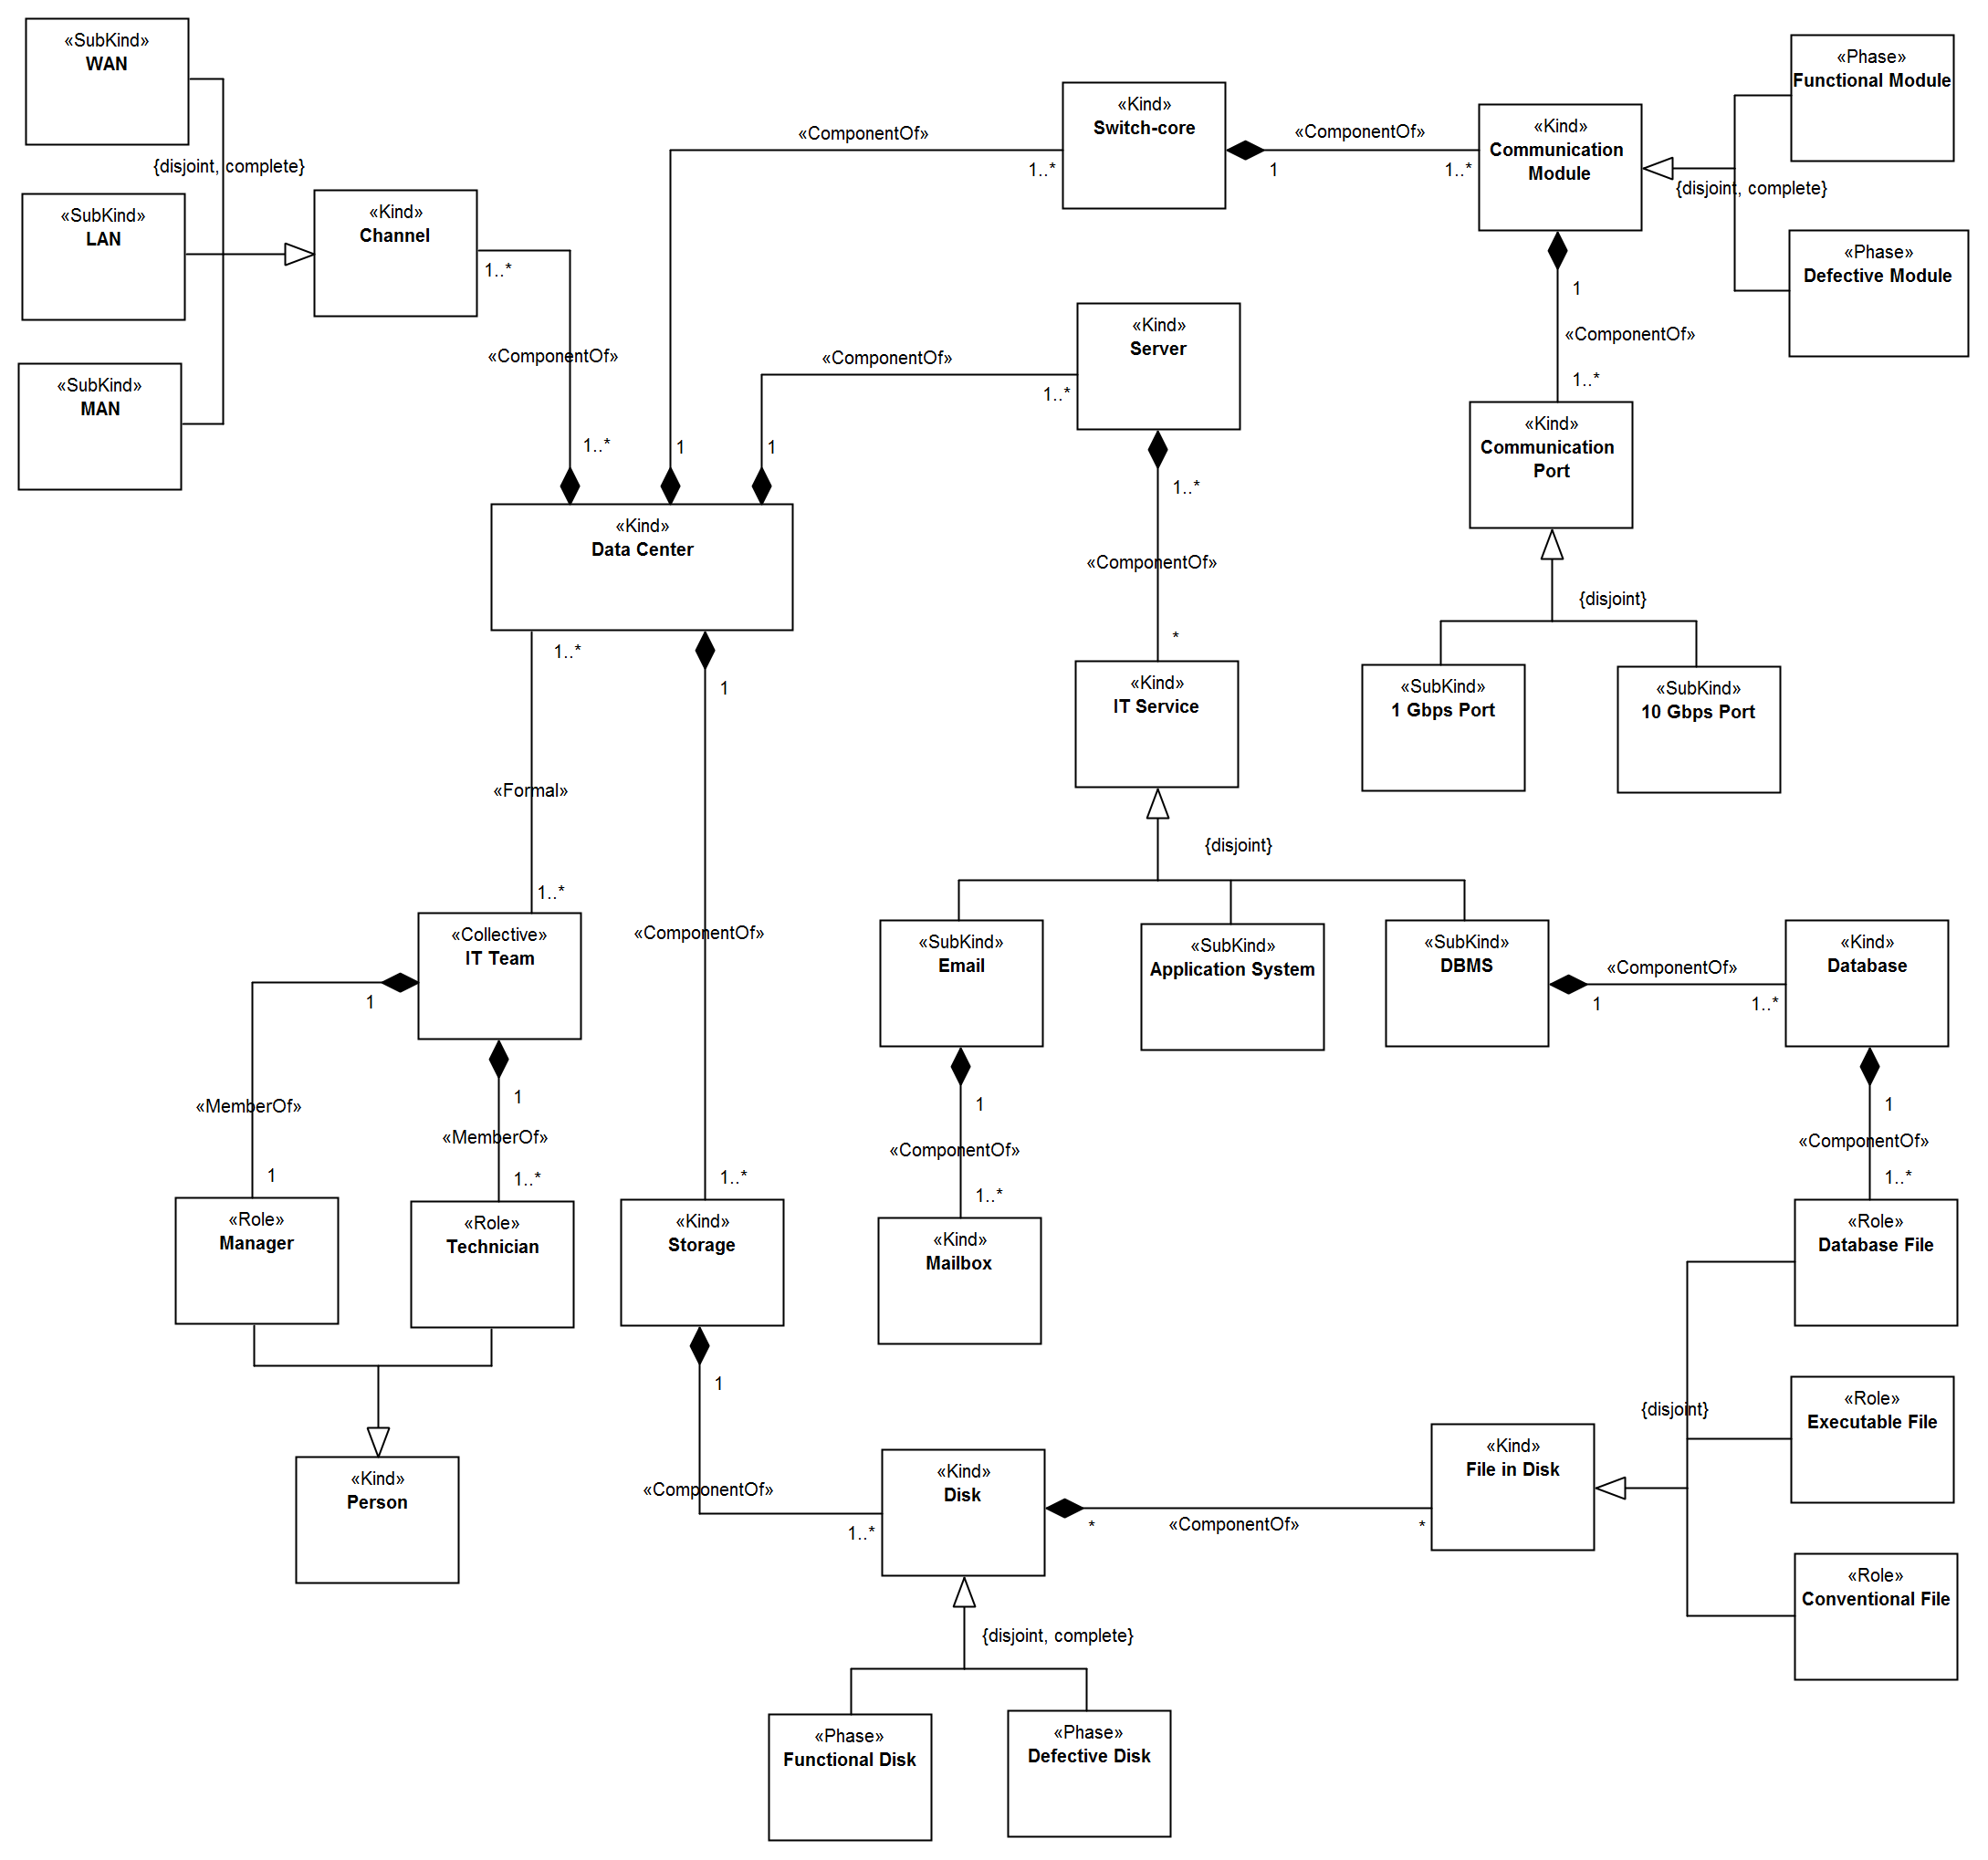 «SubKind»
WAN
{disjoint, complete}
«SubKind»
LAN
«SubKind»
MAN
«Kind»
Channel
1..*
«ComponentOf»
1..*
«ComponentOf»
1..*
1
«Kind»
Switch-core
«ComponentOf»
1
1..*
«Kind»
Communication
Module
{disjoint, complete}
«Phase»
Functional Module
«Phase»
Defective Module
1
«ComponentOf»
1..*
«Kind»
Communication
Port
{disjoint}
«SubKind»
1 Gbps Port
«SubKind»
10 Gbps Port
«Kind»
Server
«ComponentOf»
1..*
1
1..*
«ComponentOf»
*
«Kind»
Data Center
1..*
«Formal»
1..*
1
«ComponentOf»
1..*
«Kind»
IT Service
{disjoint}
«SubKind»
Email
«SubKind»
Application System
«SubKind»
DBMS
«ComponentOf»
1
1..*
«Kind»
Database
1
«ComponentOf»
1..*
«Collective»
IT Team
1
«MemberOf»
1
1
«MemberOf»
1..*
«Role»
Manager
«Role»
Technician
«Kind»
Person
«Kind»
Storage
1
«ComponentOf»
1..*
1
«ComponentOf»
1..*
«Kind»
Mailbox
«Role»
Database File
{disjoint}
«Role»
Executable File
«Role»
Conventional File
«Kind»
Disk
*
«ComponentOf»
*
«Kind»
File in Disk
{disjoint, complete}
«Phase»
Functional Disk
«Phase»
Defective Disk